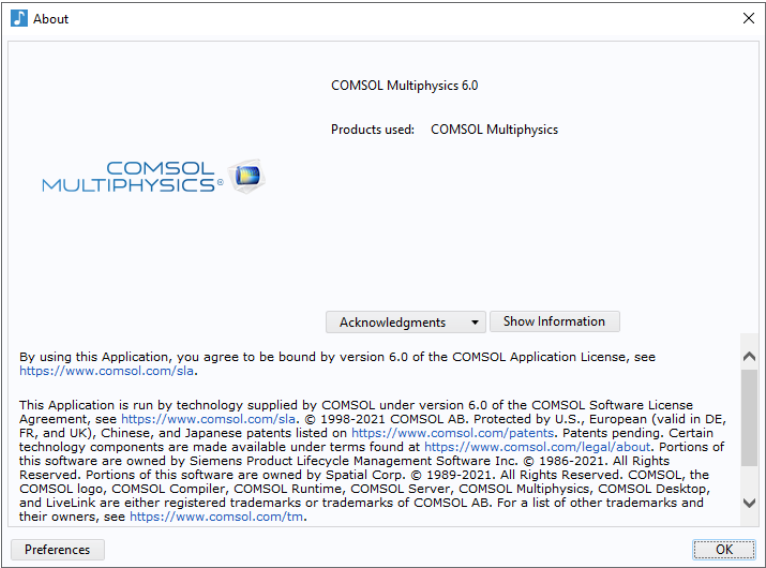 About
COMSOL Multiphysics 6.0
Products used: COMSOL Multiphysics
COMSOL
MULTIPHYSICS®
Acknowledgments
Show Information
By using this Application, you agree to be bound by version 6.0 of the COMSOL Application License, see
https://www.comsol.com/sla.
This Application is run by technology supplied by COMSOL under version 6.0 of the COMSOL Software License
Agreement, see https://www.comsol.com/sla. © 1998-2021 COMSOL AB. Protected by U.S., European (valid in DE,
FR, and UK), Chinese, and Japanese patents listed on https://www.comsol.com/patents. Patents pending. Certain
technology components are made available under terms found at https://www.comsol.com/legal/about. Portions of
this software are owned by Siemens Product Lifecycle Management Software Inc. © 1986-2021. All Rights
Reserved. Portions of this software are owned by Spatial Corp. © 1989-2021. All Rights Reserved. COMSOL, the
COMSOL logo, COMSOL Compiler, COMSOL Runtime, COMSOL Server, COMSOL Multiphysics, COMSOL Desktop,
and LiveLink are either registered trademarks or trademarks of COMSOL AB. For a list of other trademarks and
their owners, see https://www.comsol.com/tm.
Preferences
OK